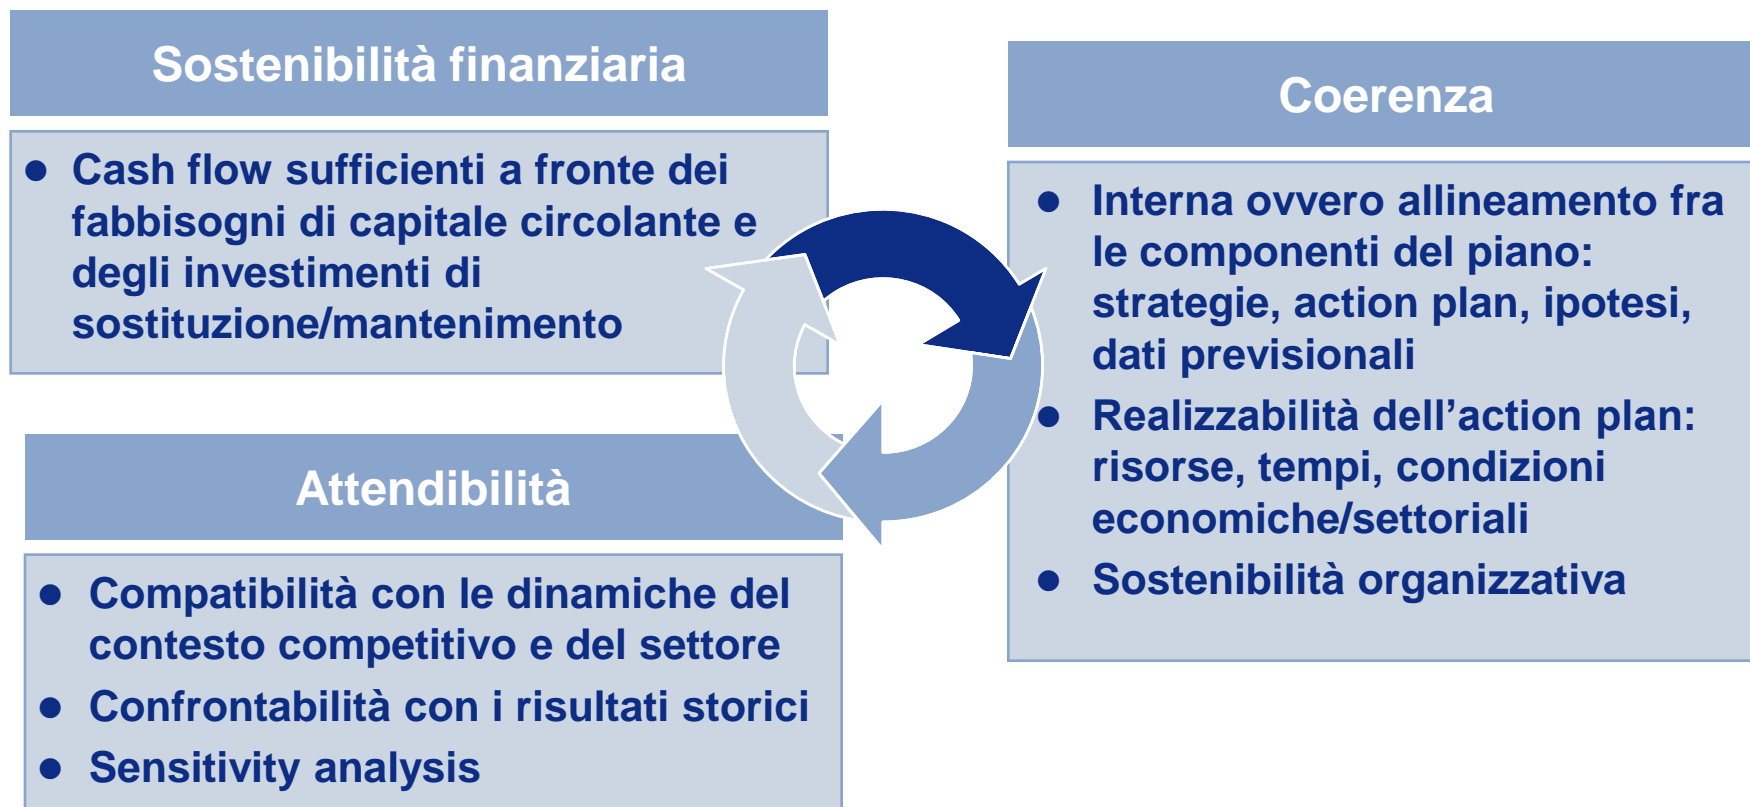 Sostenibilità finanziaria
● Cash flow sufficienti a fronte dei
fabbisogni di capitale circolante e
degli investimenti di
sostituzione/mantenimento
Coerenza
● Interna ovvero allineamento fra
le componenti del piano:
strategie, action plan, ipotesi,
dati previsionali
● Realizzabilità dell’action plan:
risorse, tempi, condizioni
economiche/settoriali
● Sostenibilità organizzativa
Attendibilità
● Compatibilità con le dinamiche del
contesto competitivo e del settore
● Confrontabilità con i risultati storici
● Sensitivity analysis